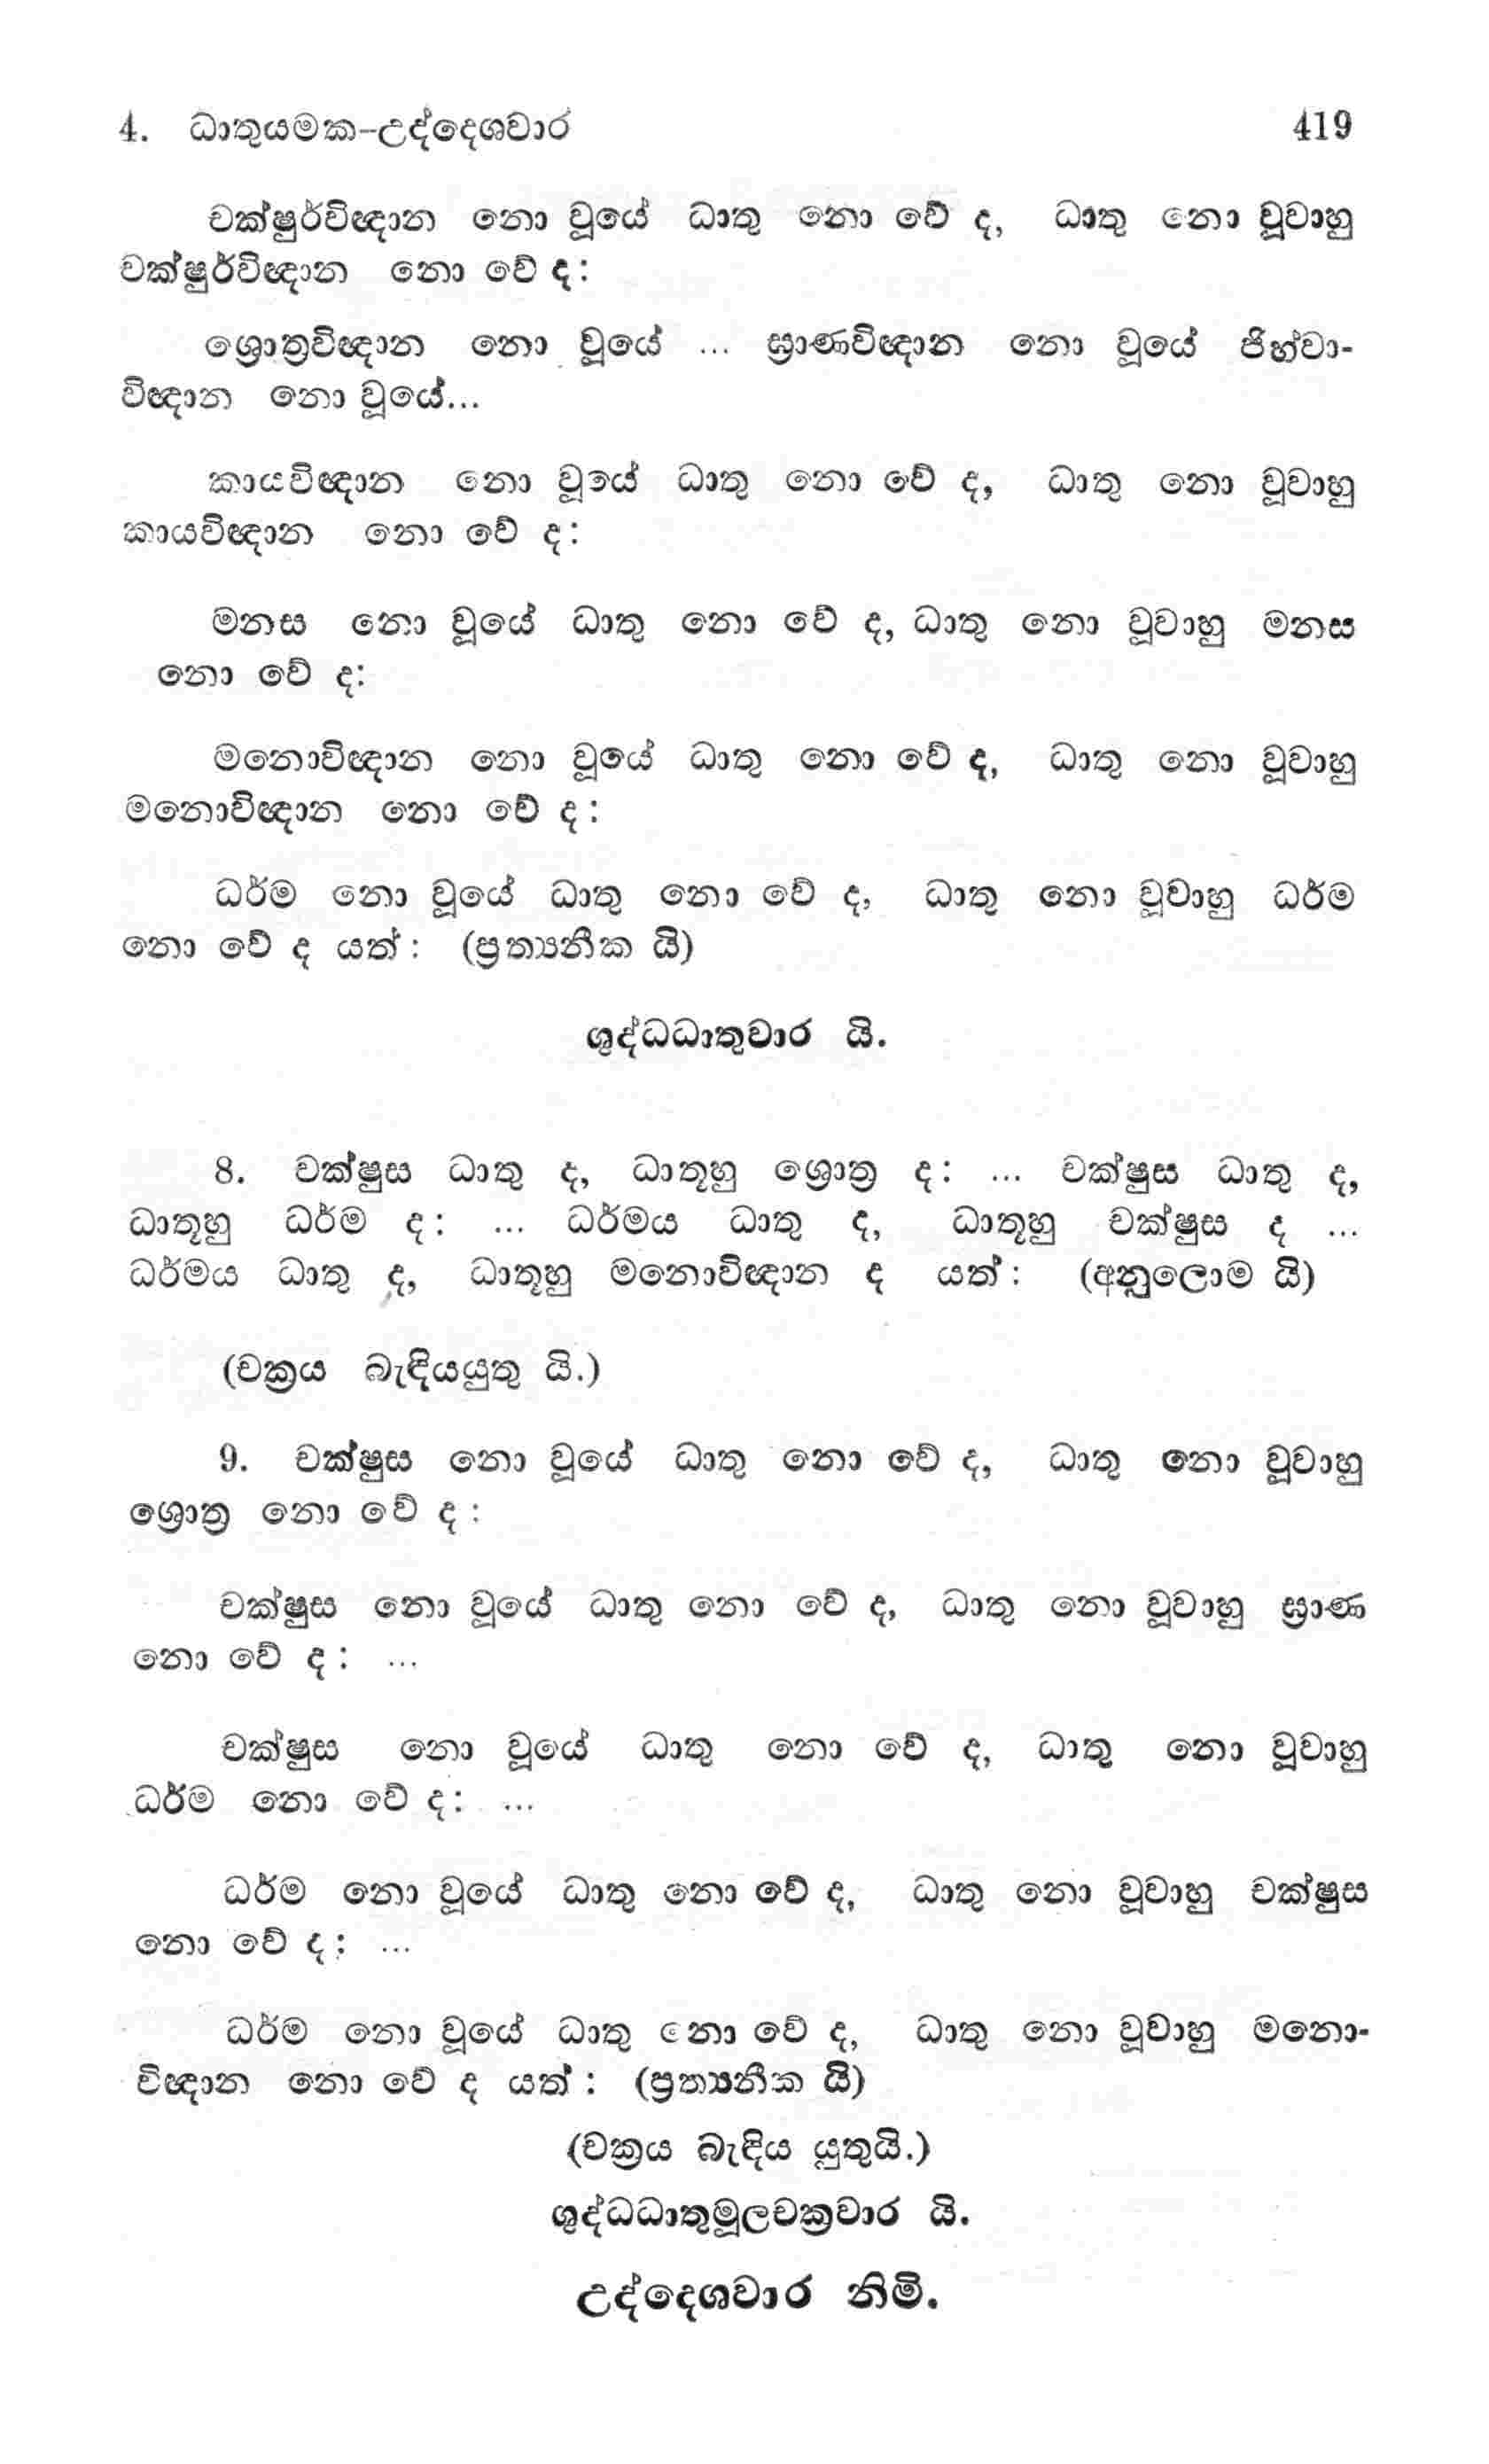 4. ධාතුයමක-උද්දෙශවාර 419
චක්ෂුර්විඥාන නො වූයේ ධාතු නො වේ ද, ධාතු නො වූවාහු
චක්ෂුර්විඥාන නො වේ ද:
ශ්‍රොත්‍රවිඥාන නො වූයේ ... ඝ්‍රාණවිඥාන නො වූයේ ජිහ්වා-
විඥාන නො වූයේ...
කායවිඥාන නො වූයේ ධාතු නො වේ ද, ධාතු නො වූවාහු
කායවිඥාන නො වේ ද:
මනස නො වූයේ ධාතු නො වේ ද, ධාතු නො වූවාහු මනස
නො වේ ද:
මනොවිඥාන නො වූයේ ධාතු නො වේ ද, ධාතු නො වූවාහු
මනොවිඥාන නො වේ ද:
ධර්ම නො වූයේ ධාතු නො වේ ද, ධාතු නො වූවාහු ධර්ම
නො වේ ද යත්: (ප්‍රත්‍යනීක යි)
ශුද්ධධාතුවාර යි.
8. චක්ෂුස ධාතු ද, ධාතූහු ශ්‍රොත්‍ර ද: ... චක්ෂුස ධාතු ද,
ධාතූහු ධර්ම ද: ... ධර්මය ධාතු ද, ධාතූහු චක්ෂුස ද ...
ධර්මය ධාතු ද, ධාතූහු මනොවිඥාන ද යත්: (අනුලොම යි)
(චක්‍රය බැඳියයුතු යි.)
9. චක්ෂුස නො වූයේ ධාතු නො වේ ද, ධාතු නො වූවාහු
ශ්‍රොත්‍ර නො වේ ද:
චක්ෂුස නො වූයේ ධාතු නො වේ ද, ධාතු නො වූවාහු ඝ්‍රාණ
නො වේ ද: ...
චක්ෂුස නො වූයේ ධාතු නො වේ ද, ධාතු නො වූවාහු
ධර්ම නො වේ ද: ...
ධර්ම නො වූයේ ධාතු නො වේ ද, ධාතු නො වූවාහු චක්ෂුස
නො වේ ද: ...
ධර්ම නො වූයේ ධාතු නො වේ ද, ධාතු නො වූවාහු මනො-
විඥාන නො වේ ද යත්: (ප්‍රත්‍යනීක යි)
(චක්‍රය බැඳිය යුතුයි.)
ශුද්ධධාතුමූලචක්‍රවාර යි.
උද්දෙශවාර නිමි.